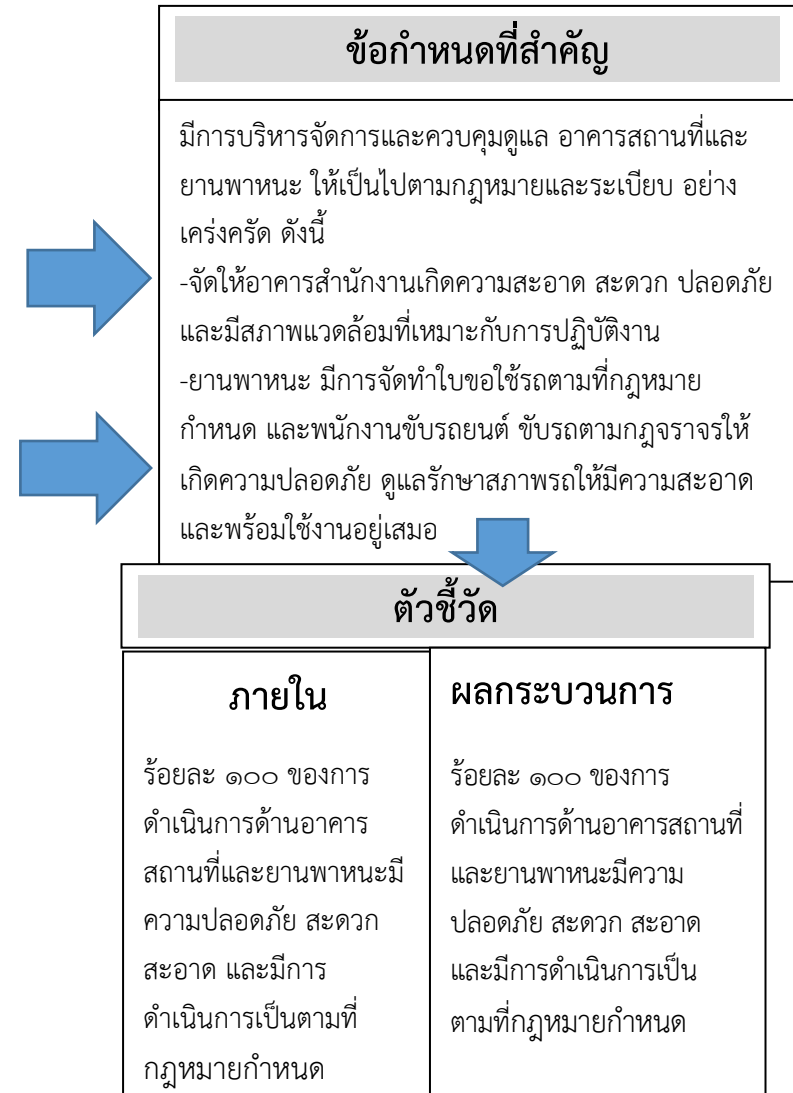 ข้อกำหนดที่สำคัญ
มีการบริหารจัดการและควบคุมดูแล อาคารสถานที่และ
ยานพาหนะ ให้เป็นไปตามกฎหมายและระเบียบ อย่าง
เคร่งครัด ดังนี้
-จัดให้อาคารสำนักงานเกิดความสะอาด สะดวก ปลอดภัย
และมีสภาพแวดล้อมที่เหมาะกับการปฏิบัติงาน
-ยานพาหนะ มีการจัดทำใบขอใช้รถตามที่กฎหมาย
กำหนด และพนักงานขับรถยนต์ ขับรถตามกฎจราจรให้
เกิดความปลอดภัย ดูแลรักษาสภาพรถให้มีความสะอาด
และพร้อมใช้งานอยู่เสมอ
ตัวชี้วัด
ภายใน
ร้อยละ ๑๐๐ ของการ
ดำเนินการด้านอาคาร
สถานที่และยานพาหนะมี
ความปลอดภัย สะดวก
สะอาด และมีการ
ดำเนินการเป็นตามที่
กฎหมายกำหนด
ผลกระบวนการ
ร้อยละ ๑๐๐ ของการ
ดำเนินการด้านอาคารสถานที่
และยานพาหนะมีความ
ปลอดภัย สะดวก สะอาด
และมีการดำเนินการเป็น
ตามที่กฎหมายกำหนด